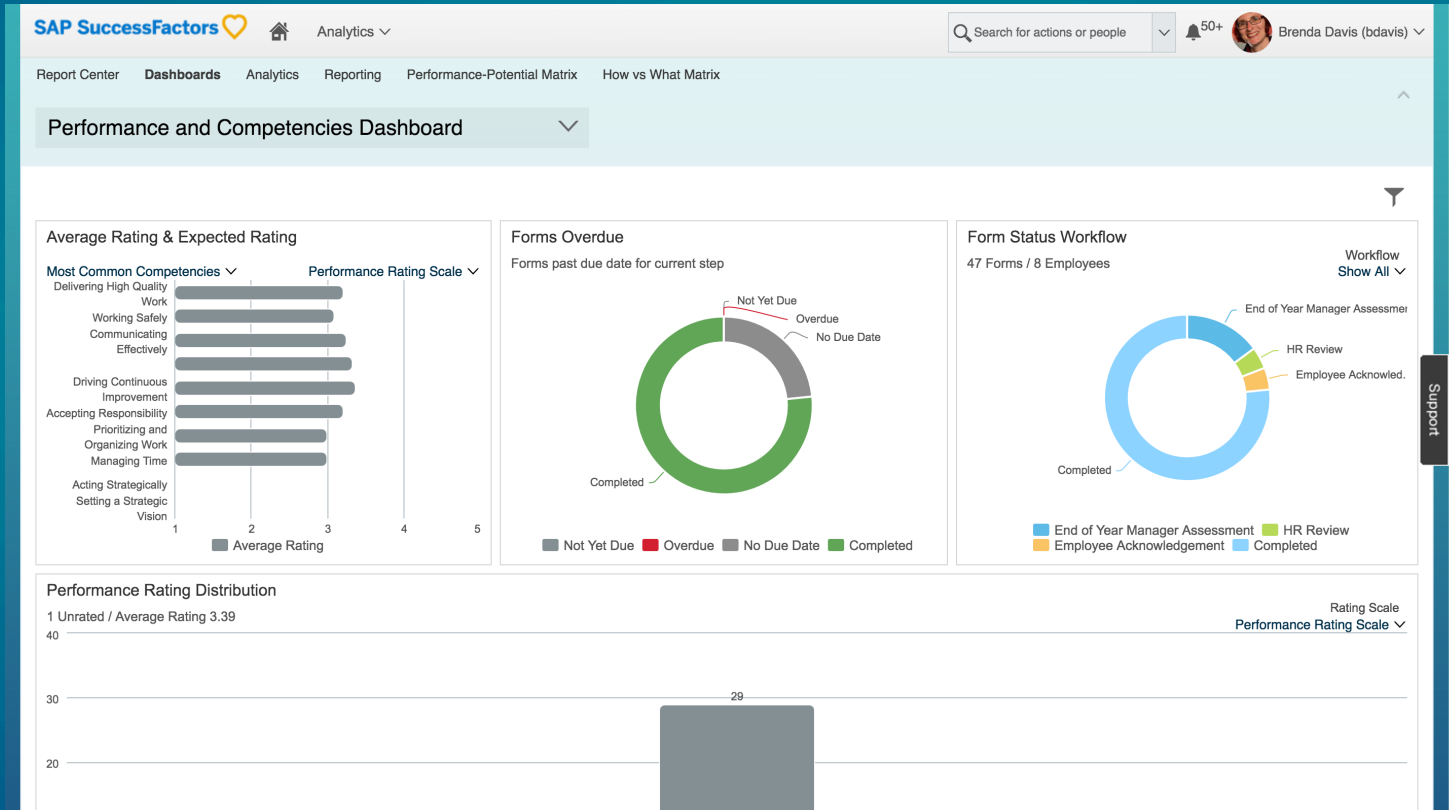 SAP SuccessFactors
Analytics
Search for actions or people
50+
Brenda Davis (bdavis)
Report Center
Dashboards
Analytics
Reporting
Performance-Potential Matrix
How vs What Matrix
Performance and Competencies Dashboard
Average Rating & Expected Rating
Most Common Competencies
Performance Rating Scale
Delivering High Quality
Work
Working Safely
Communicating
Effectively
Driving Continuous
Improvement
Accepting Responsibility
Prioritizing and
Organizing Work
Managing Time
Acting Strategically
Setting a Strategic
Vision
1 2 3 4 5
Average Rating
Forms Overdue
Forms past due date for current step
Not Yet Due
Overdue
No Due Date
Completed
Not Yet Due Overdue No Due Date Completed
Form Status Workflow
47 Forms / 8 Employees
Workflow
Show All
End of Year Manager Assessmer
HR Review
Employee Acknowled.
Completed
End of Year Manager Assessment HR Review
Employee Acknowledgement Completed
Support
Performance Rating Distribution
1 Unrated / Average Rating 3.39
Rating Scale
Performance Rating Scale
40
30
29
20